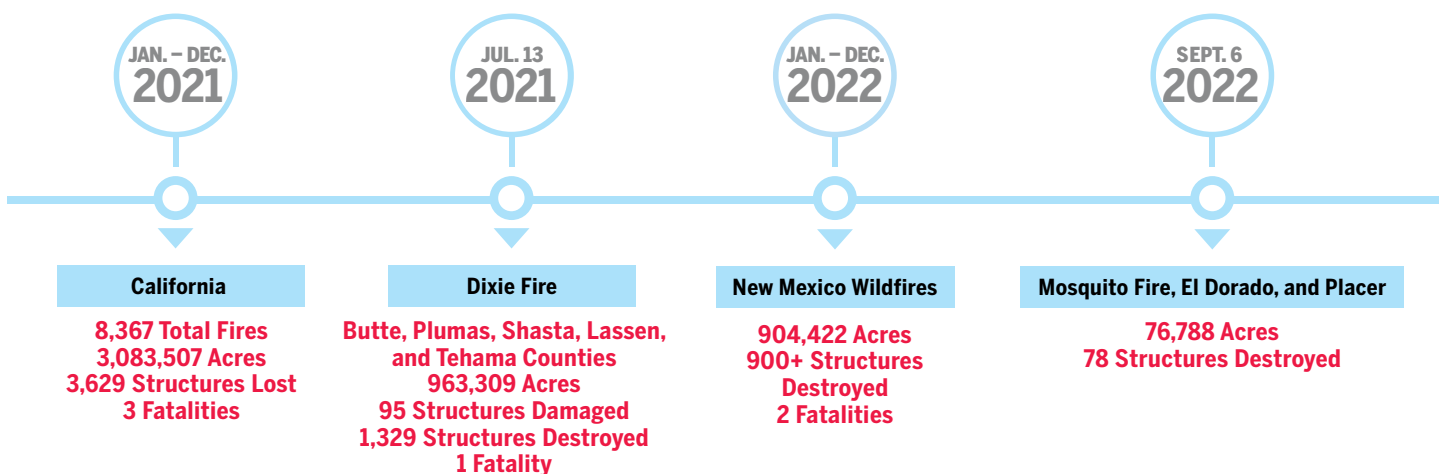 JAN. – DEC.
2021
JUL. 13
2021
JAN. – DEC.
2022
SEPT. 6
2022
California
8,367 Total Fires
3,083,507 Acres
3,629 Structures Lost
3 Fatalities
Dixie Fire
Butte, Plumas, Shasta, Lassen,
and Tehama Counties
963,309 Acres
95 Structures Damaged
1,329 Structures Destroyed
1 Fatality
New Mexico Wildfires
904,422 Acres
900+ Structures
Destroyed
2 Fatalities
Mosquito Fire, El Dorado, and Placer
76,788 Acres
78 Structures Destroyed